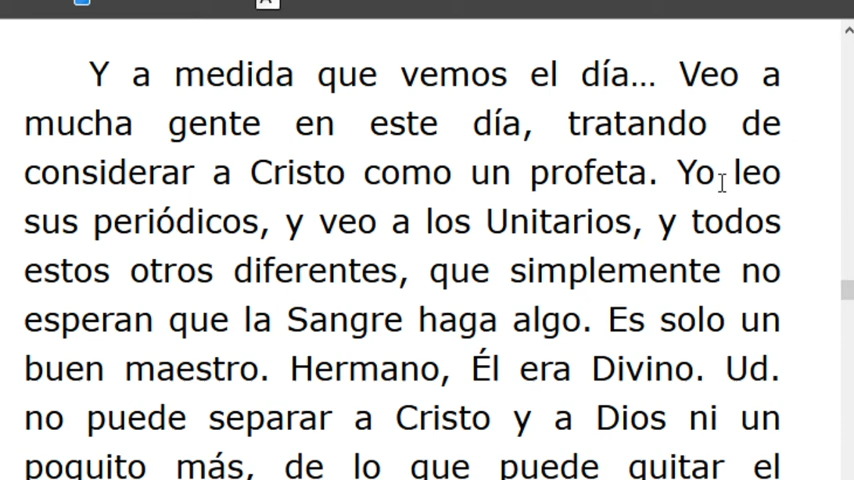 Y a medida que vemos el día... Veo a
mucha gente en este día, tratando de
considerar a Cristo como un profeta. Yo leo
sus periódicos, y veo a los Unitarios, y todos
estos otros diferentes, que simplemente no
esperan que la Sangre haga algo. Es solo un
buen maestro. Hermano, Él era Divino. Ud.
no puede separar a Cristo y a Dios ni un
poquito más, de lo que puede quitar el